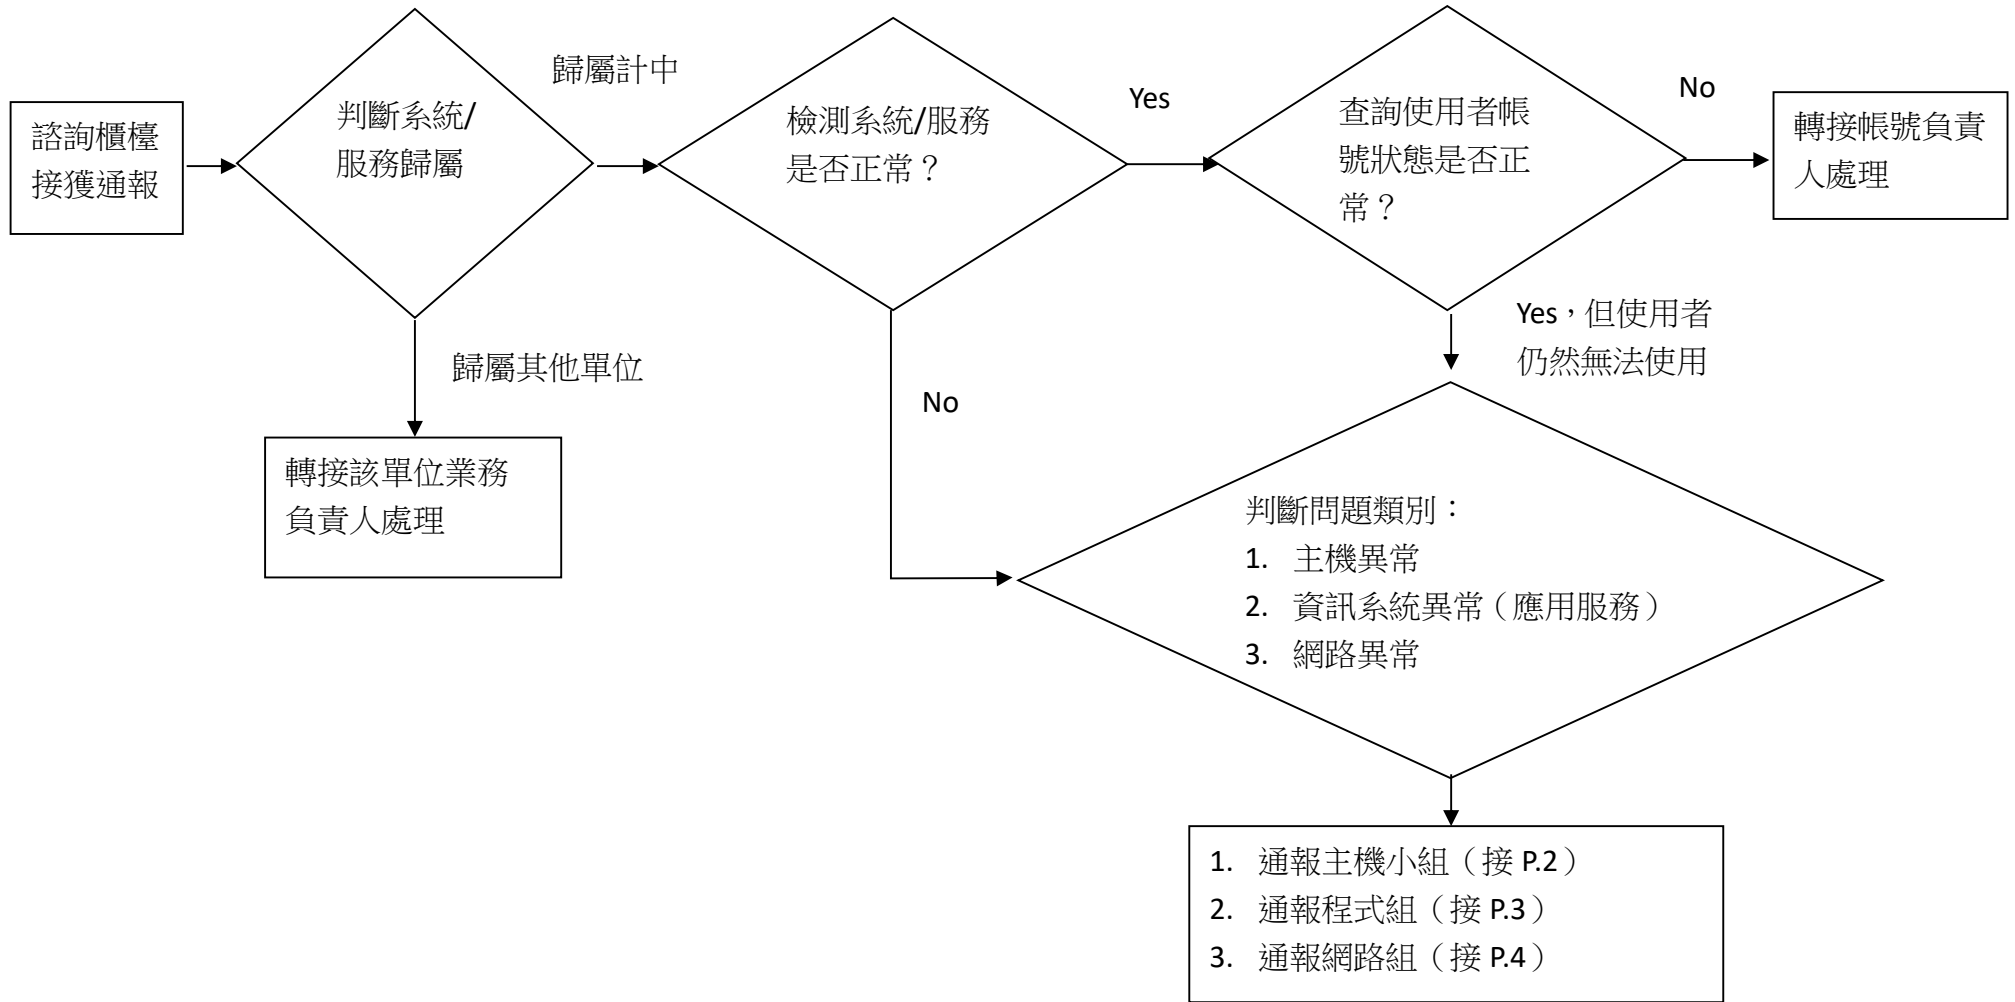 諮詢櫃檯
接獲通報
判斷系統/
服務歸屬
歸屬計中
檢測系統/服務
是否正常？
Yes
查詢使用者帳
號狀態是否正
常？
No
轉接帳號負責
人處理
歸屬其他單位
轉接該單位業務
負責人處理
No
Yes，但使用者
仍然無法使用
判斷問題類別：
1. 主機異常
2. 資訊系統異常（應用服務）
3. 網路異常
1. 通報主機小組（接 P.2）
2. 通報程式組（接 P.3）
3. 通報網路組（接 P.4）